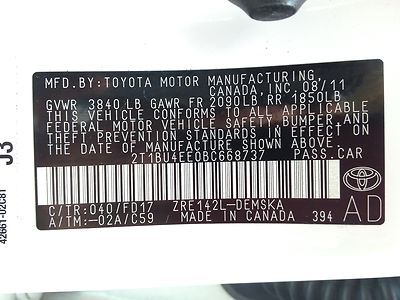 MFD.BY:TOYOTA MOTOR MANUFACTURING,
CANADA,INC. 08/11
GVWR 3840 LB GAWR FR 2090LB RR 1850LB
THIS VEHICLE CONFORMS TO ALL APPLICABLE
FEDERAL MOTOR VEHICLE SAFETY BUMPER,AND
THEFT PREVENTION STANDARDS IN EFFECT
ON THE DATE OF MANUFACTURE SHOWN ABOVE.
2T1BU4EE0BC668737 PASS.CAR
C/TR:040/FD17 ZRE142L-DEMSKA
A/TM:-02A/C59 MADE IN CANADA 394
AD
J3
42661-02C81